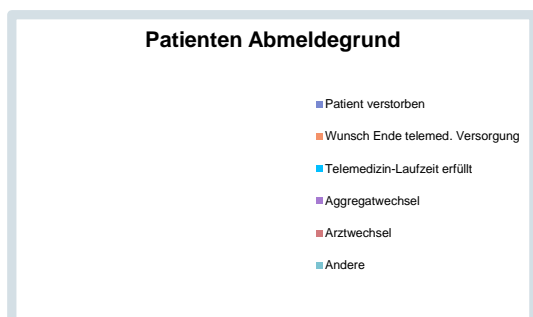 Patienten Abmeldegrund
Patient verstorben
Wunsch Ende telemed. Versorgung
Telemedizin-Laufzeit erfüllt
Aggregatwechsel
Arztwechsel
Andere